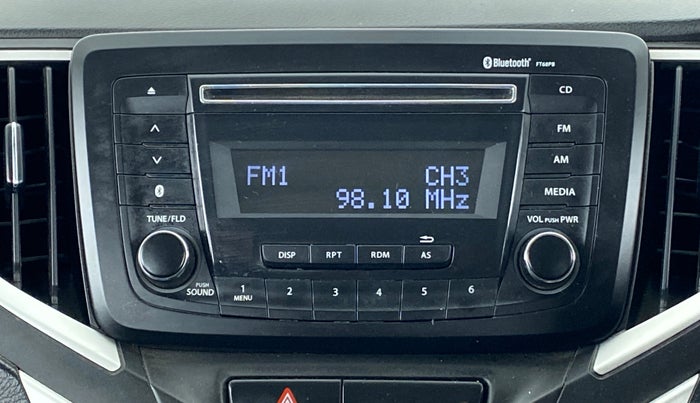 Bluetooth® FT68PB
CD
FM
FM1 CH3
98.10 MHz
AM
MEDIA
TUNE/FLD
VOL PUSH PWR
DISP RPT RDM AS
PUSH SOUND
1 MENU 2 3 4 5 6